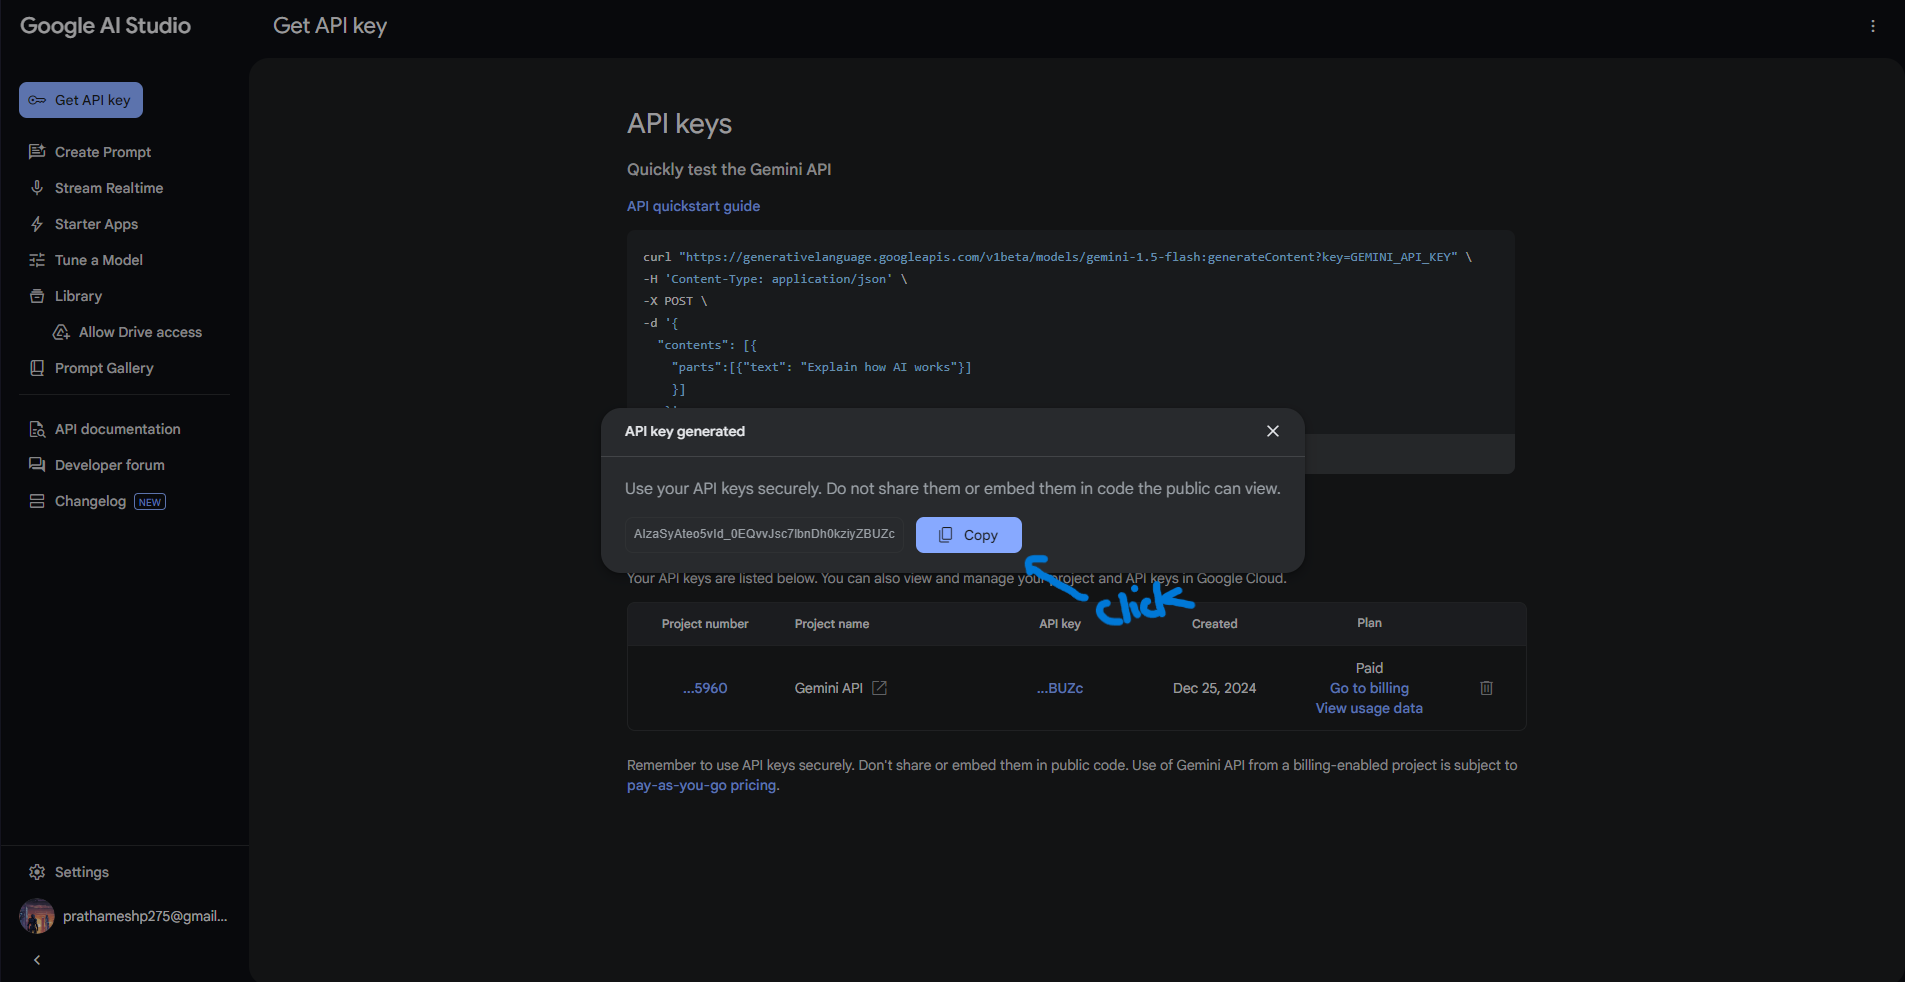 Google AI Studio
Get API key
Get API key
Create Prompt
Stream Realtime
Starter Apps
Tune a Model
Library
Allow Drive access
Prompt Gallery
API documentation
Developer forum
Changelog NEW
Settings
prathameshp275@gmail...
API keys
Quickly test the Gemini API
API quickstart guide
curl "https://generativelanguage.googleapis.com/v1beta/models/gemini-1.5-flash:generateContent?key=GEMINI_API_KEY" \
-H 'Content-Type: application/json' \
-X POST \
-d '{
"contents": [{
"parts":[{"text": "Explain how AI works"}]
}]
API key generated
Use your API keys securely. Do not share them or embed them in code the public can view.
Copy
click
Your API keys are listed below. You can also view and manage your project and API keys in Google Cloud.
Project number Project name API key Created Plan
...5960 Gemini API ...BUZc Dec 25, 2024 Paid
Go to billing
View usage data
Remember to use API keys securely. Don't share or embed them in public code. Use of Gemini API from a billing-enabled project is subject to
pay-as-you-go pricing.